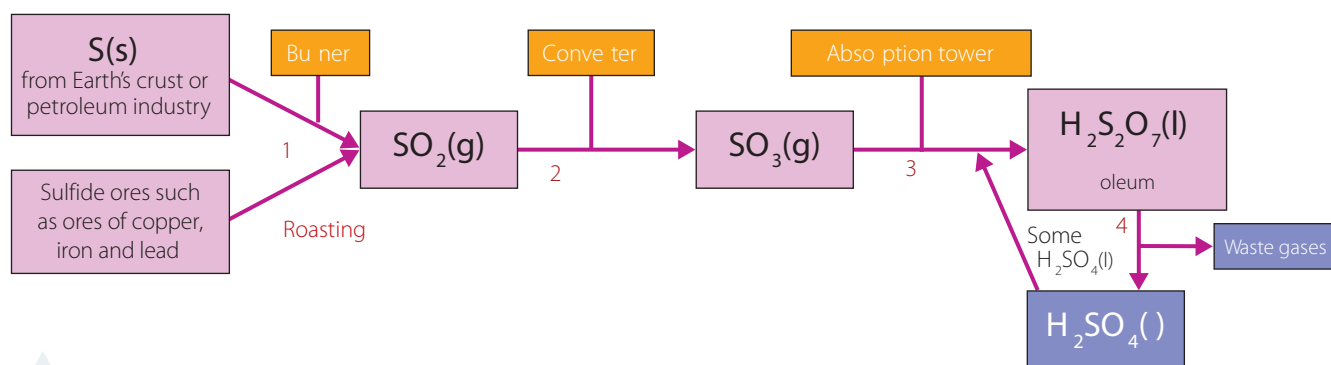 S(s)
from Earth's crust or
petroleum industry
Bu ner
Conve ter
Abso ption tower
1
SO₂(g)
2
SO₃(g)
3
H₂S₂O₇(l)
oleum
Sulfide ores such
as ores of copper,
iron and lead
Roasting
Some
H₂SO₄(l)
4
Waste gases
H₂SO₄( )